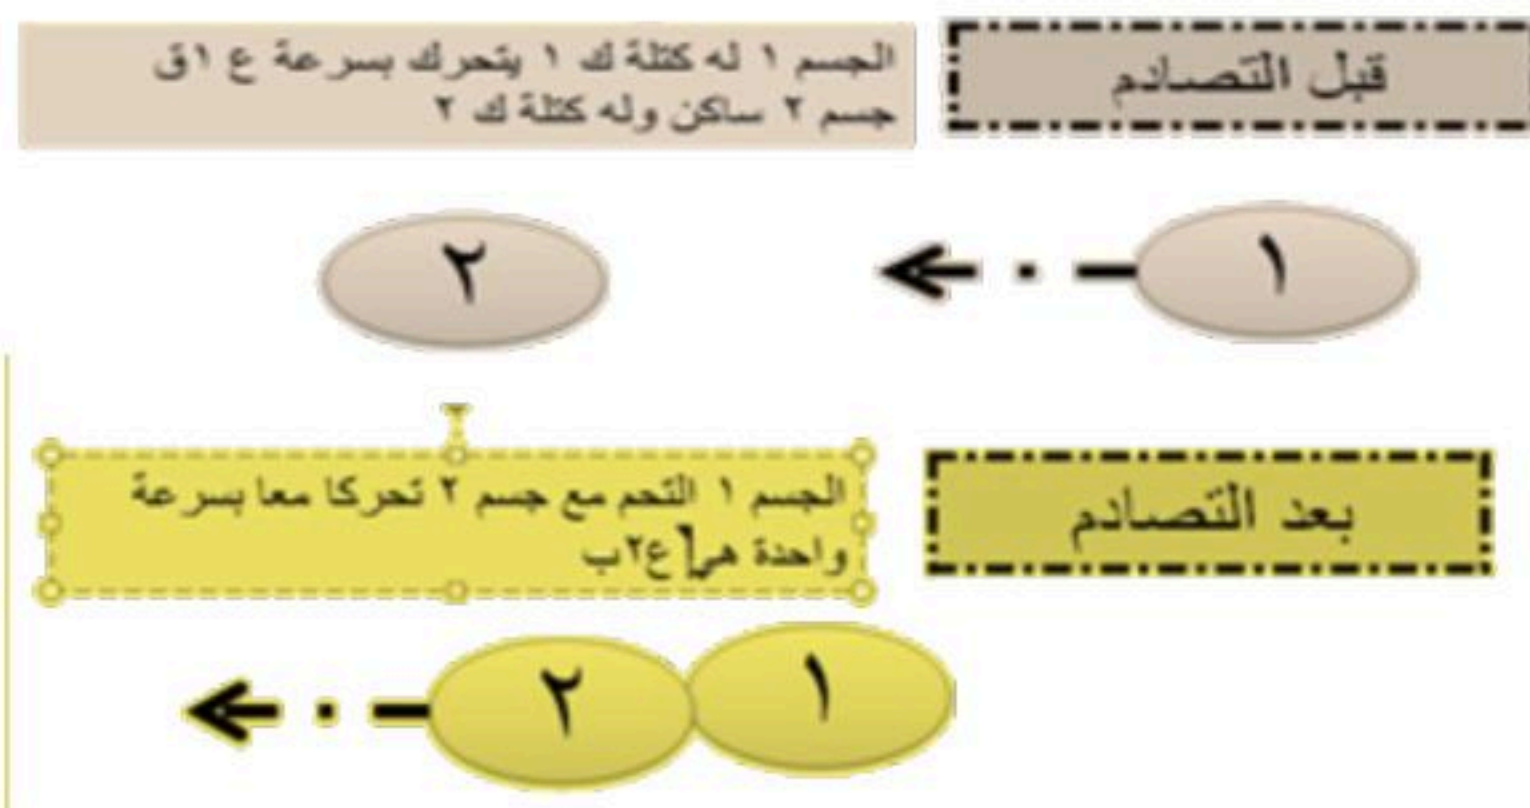 قبل التصادم
الجسم ١ له كتلة ك ١ يتحرك بسرعة ع ١ق
جسم ٢ ساكن وله كتلة ك ٢
١
٢
بعد التصادم
الجسم ١ التحم مع جسم ٢ تحركا معا بسرعة
واحدة هي ع٢ب
١
٢